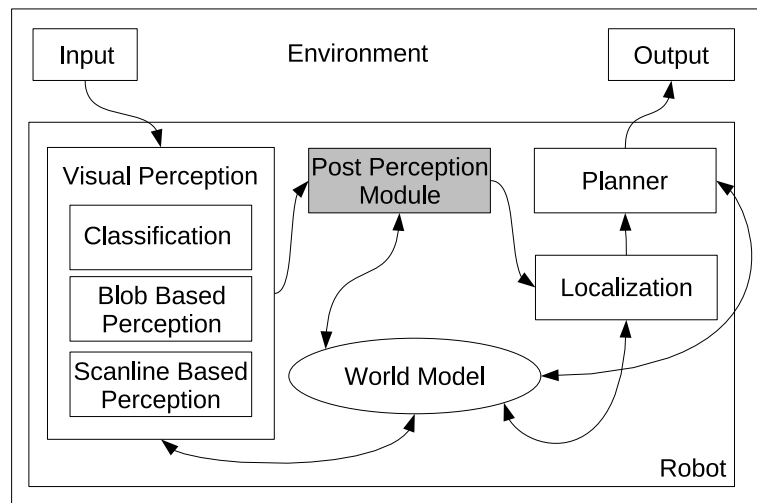 Input
Environment
Output
Visual Perception
Classification
Blob Based
Perception
Scanline Based
Perception
Post Perception
Module
World Model
Planner
Localization
Robot